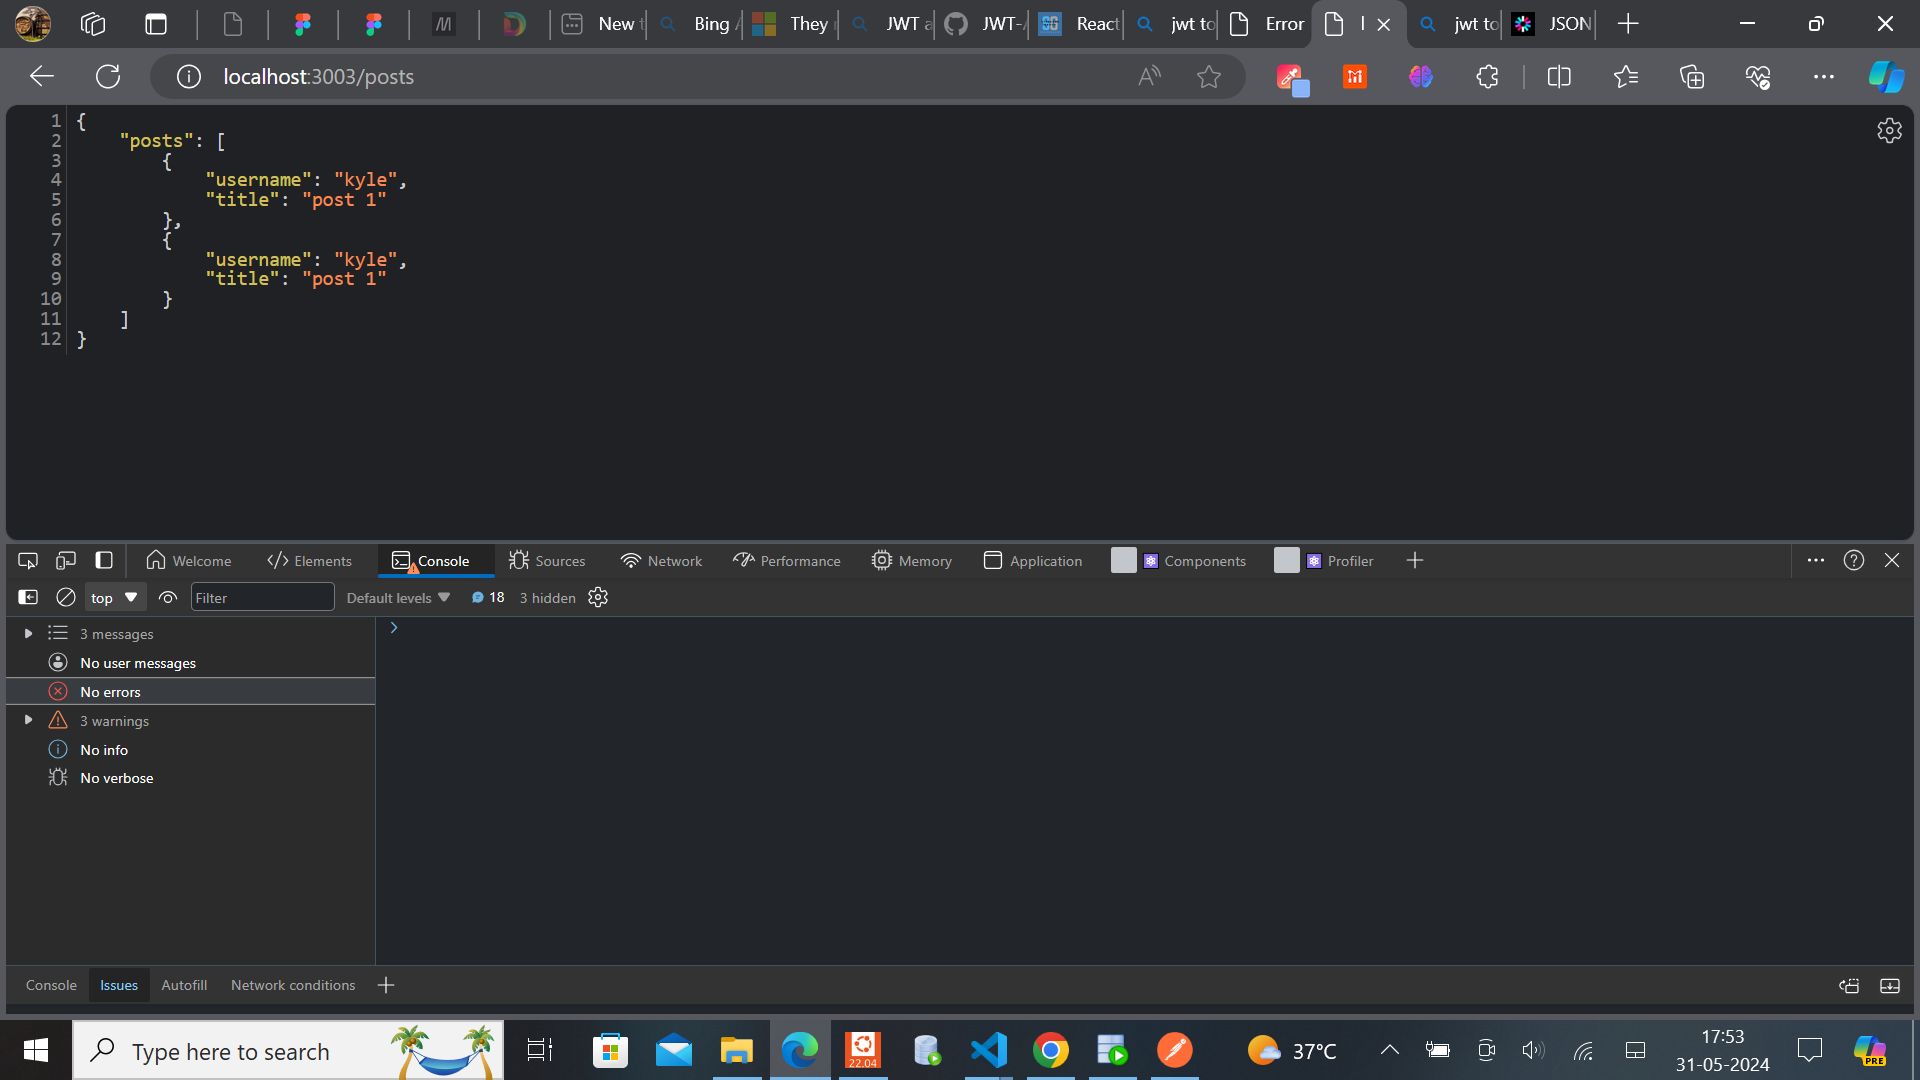 New t
Bing A
They
JWT a
JWT-
React
jwt to
Error
jwt to
JSON
localhost:3003/posts
1 {
2 "posts": [
3 {
4 "username": "kyle",
5 "title": "post 1"
6 },
7 {
8 "username": "kyle",
9 "title": "post 1"
10 }
11 ]
12 }
Welcome
Elements
Console
Sources
Network
Performance
Memory
Application
Components
Profiler
top
Filter
Default levels
18
3 hidden
3 messages
No user messages
No errors
3 warnings
No info
No verbose
Console
Issues
Autofill
Network conditions
Type here to search
22.04
37°C
17:53
31-05-2024
PRE